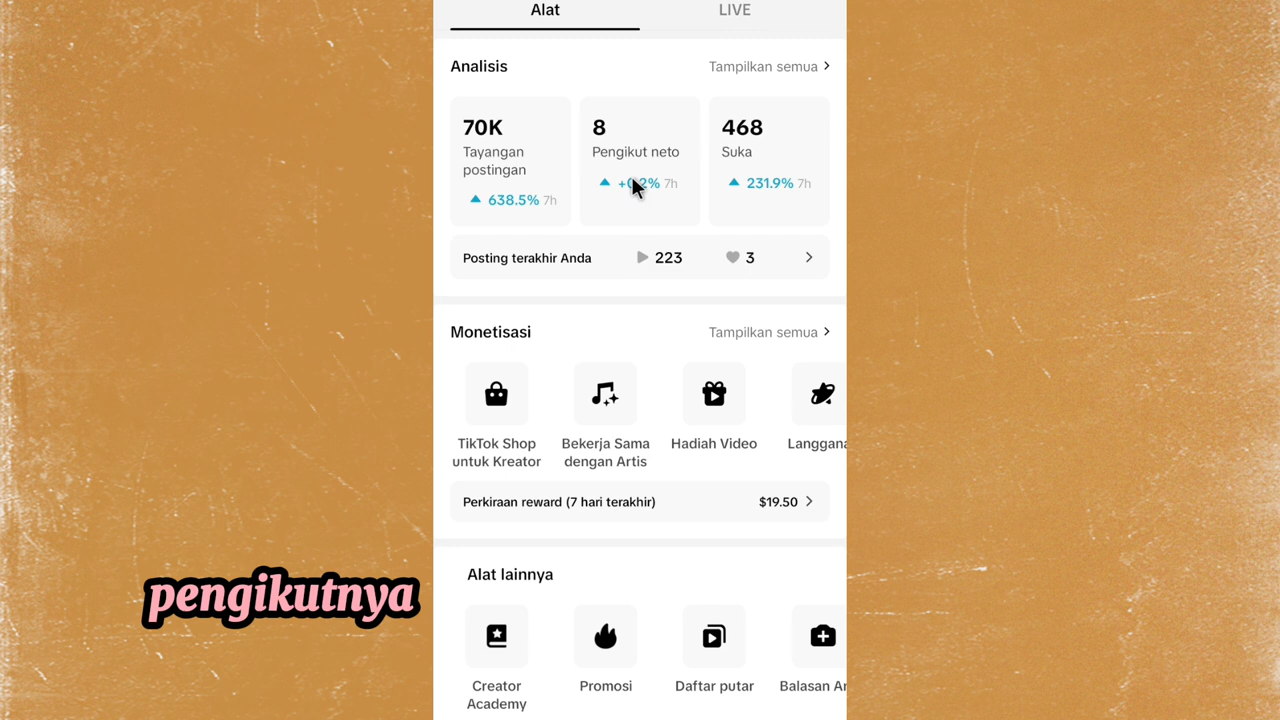 Alat
LIVE
Analisis
Tampilkan semua
70K
Tayangan
postingan
638.5% 7h
8
Pengikut neto
7h
468
Suka
231.9% 7h
Posting terakhir Anda
223
3
Monetisasi
Tampilkan semua
TikTok Shop
untuk Kreator
Bekerja Sama
dengan Artis
Hadiah Video
Perkiraan reward (7 hari terakhir)
$19.50
pengikutnya
Alat lainnya
Creator
Academy
Promosi
Daftar putar
Balasan